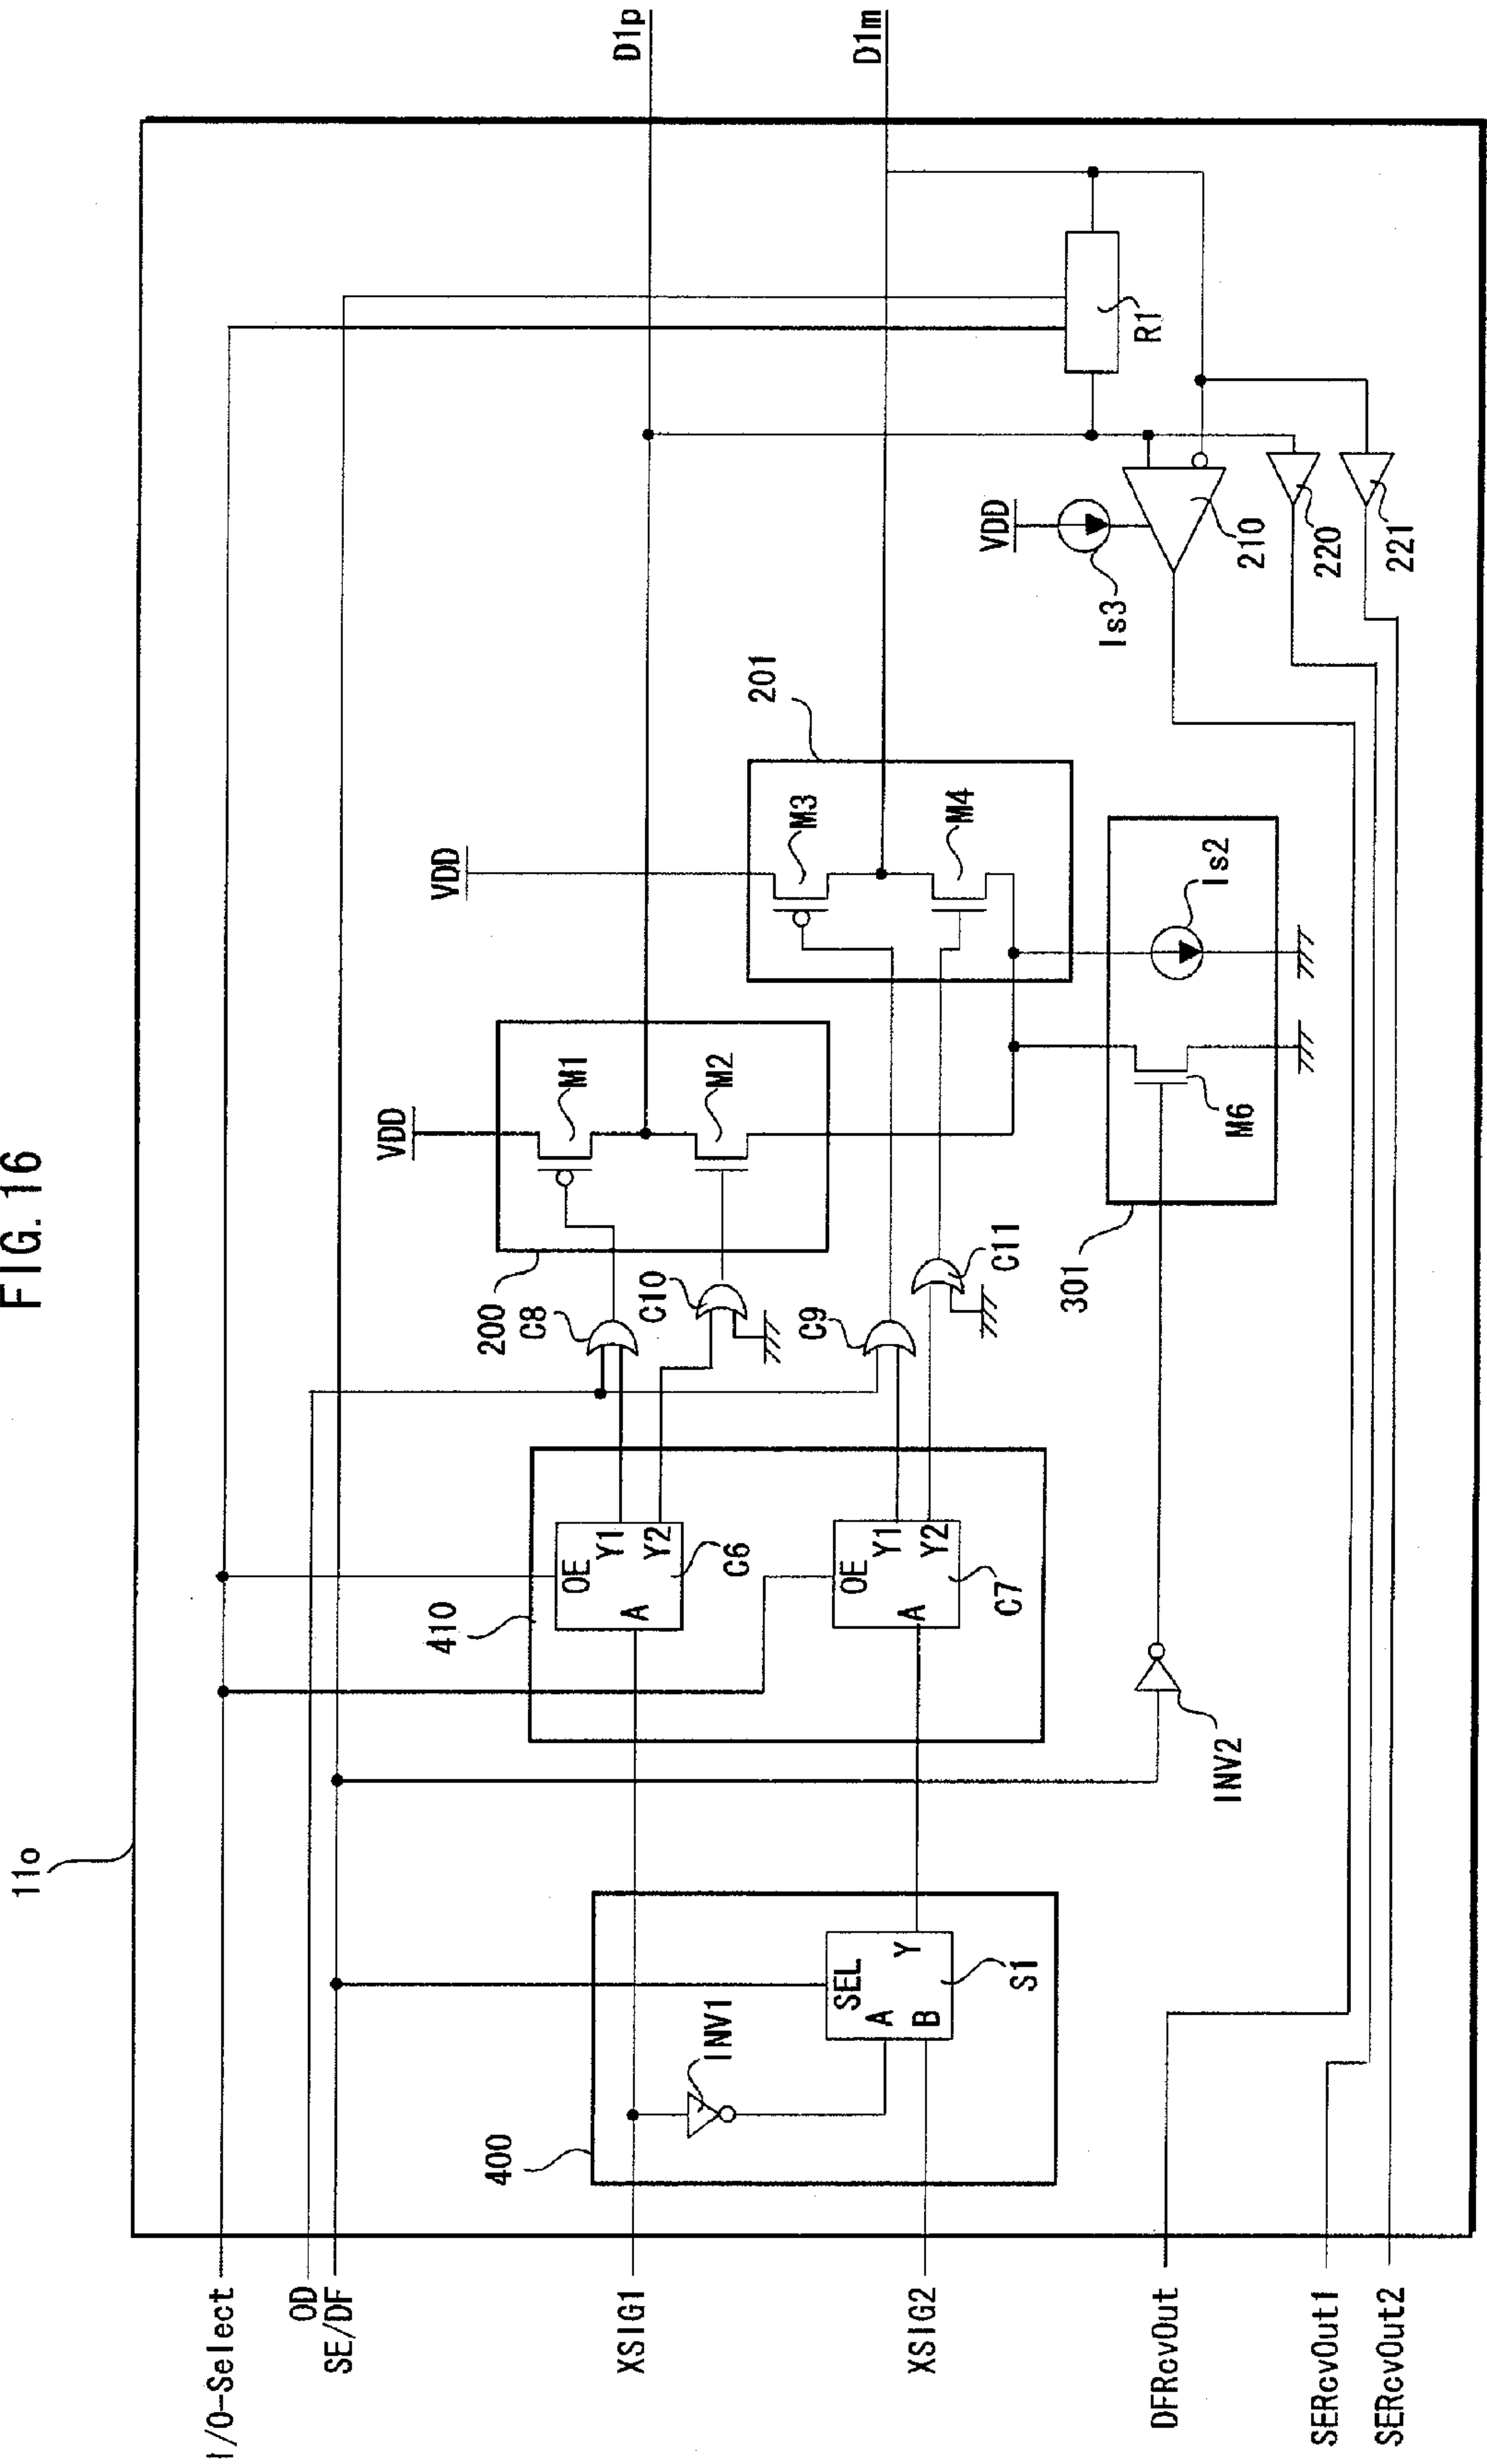 FIG. 16
11o
I/O-Select
OD
SE/DF
XSIG1
XSIG2
DFRcvOut
SERcvOut1
SERcvOut2
400
INV1
SEL
A
B
Y
S1
410
OE
A
Y1
Y2
C6
OE
A
Y1
Y2
C7
INV2
C8
C10
C9
C11
200
VDD
M1
M2
201
VDD
M3
M4
301
M6
Is2
VDD
Is3
210
220
221
R1
D1p
D1m